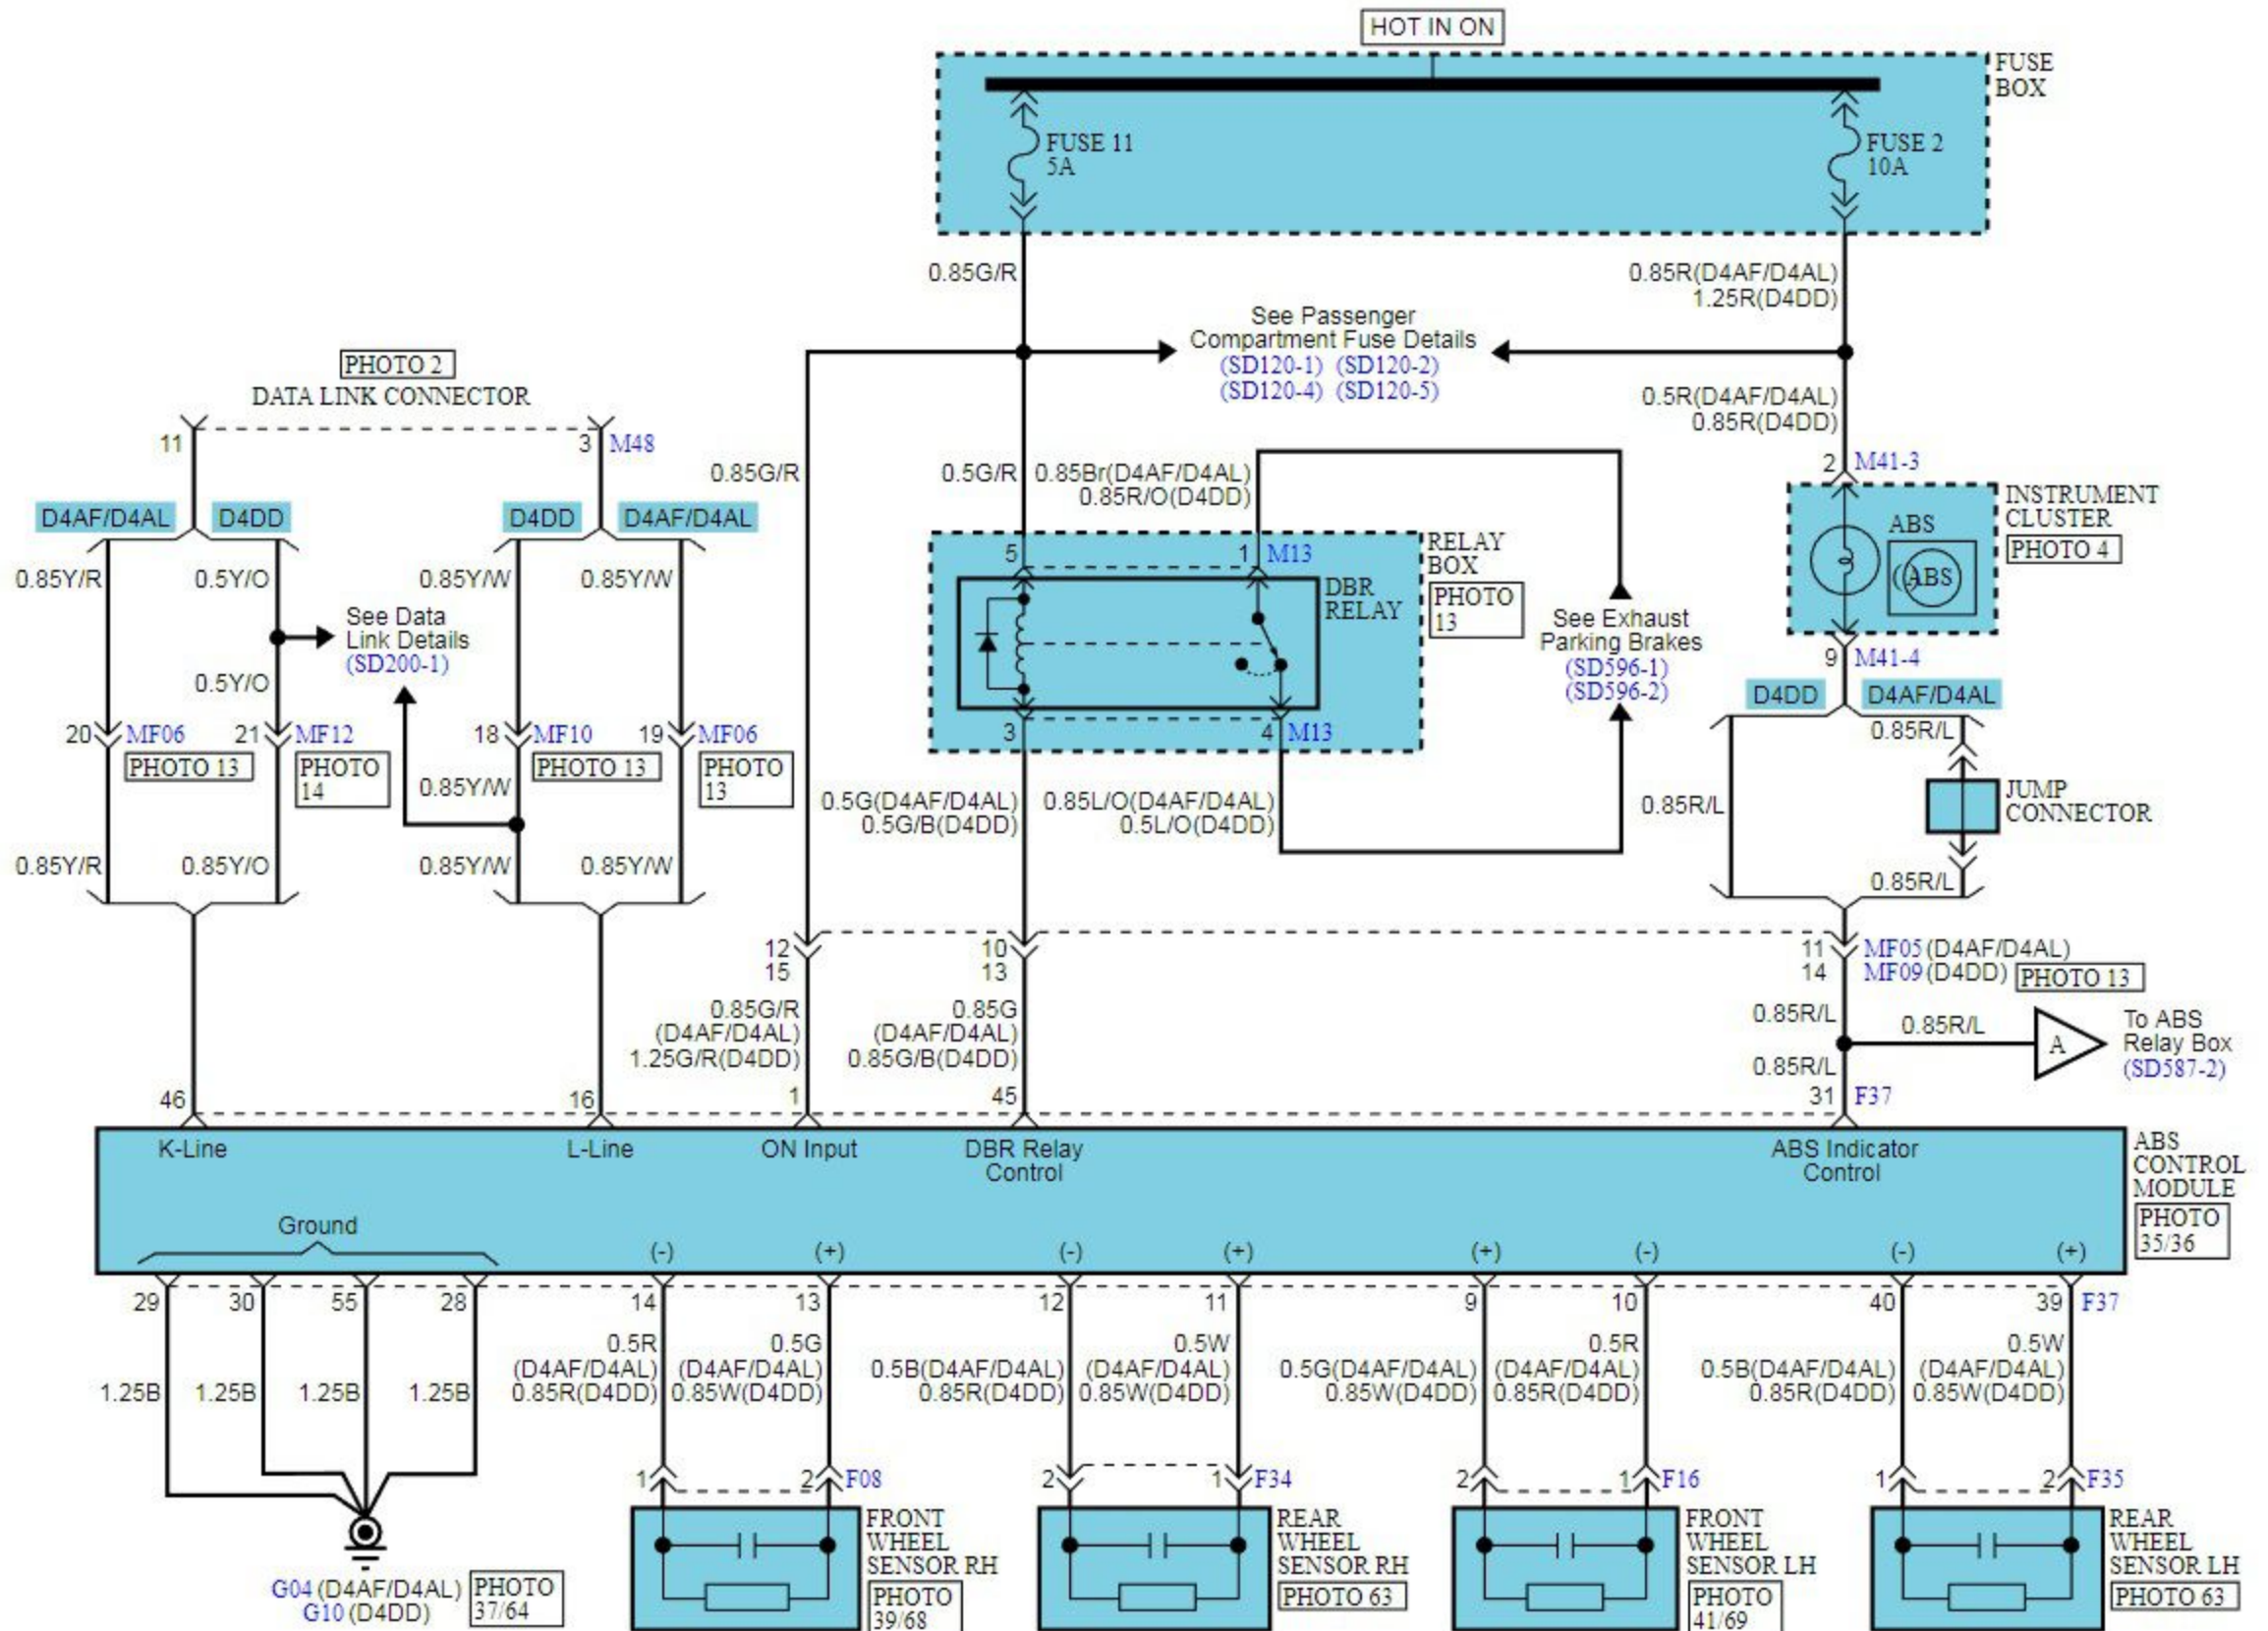 HOT IN ON
FUSE
BOX
FUSE 11
5A
FUSE 2
10A
0.85G/R
0.85R(D4AF/D4AL)
1.25R(D4DD)
See Passenger
Compartment Fuse Details
(SD120-1) (SD120-2)
(SD120-4) (SD120-5)
0.5R(D4AF/D4AL)
0.85R(D4DD)
PHOTO 2
DATA LINK CONNECTOR
11
3 M48
0.85G/R
0.5G/R
0.85Br(D4AF/D4AL)
0.85R/O(D4DD)
2 M41-3
D4AF/D4AL
D4DD
D4DD
D4AF/D4AL
INSTRUMENT
CLUSTER
PHOTO 4
ABS
(ABS
5
1 M13
RELAY
BOX
PHOTO
13
DBR
RELAY
0.85Y/R
0.5Y/O
0.85Y/W
0.85Y/W
See Data
Link Details
(SD200-1)
See Exhaust
Parking Brakes
(SD596-1)
(SD596-2)
0.5Y/O
9 M41-4
D4DD
D4AF/D4AL
20 MF06
PHOTO 13
21 MF12
PHOTO
14
18 MF10
PHOTO 13
19 MF06
PHOTO
13
3
4 M13
0.85R/L
0.85Y/W
0.5G(D4AF/D4AL)
0.5G/B(D4DD)
0.85L/O(D4AF/D4AL)
0.5L/O(D4DD)
0.85R/L
JUMP
CONNECTOR
0.85Y/R
0.85Y/O
0.85Y/W
0.85Y/W
0.85R/L
12
15
10
13
11 MF05 (D4AF/D4AL)
14 MF09 (D4DD) PHOTO 13
0.85G/R
(D4AF/D4AL)
1.25G/R(D4DD)
0.85G
(D4AF/D4AL)
0.85G/B(D4DD)
0.85R/L
0.85R/L
A
To ABS
Relay Box
(SD587-2)
0.85R/L
46
16
1
45
31 F37
K-Line
L-Line
ON Input
DBR Relay
Control
ABS Indicator
Control
ABS
CONTROL
MODULE
PHOTO
35/36
Ground
(-)
(+)
(-)
(+)
(+)
(-)
(-)
(+)
29
30
55
28
14
13
12
11
9
10
40
39 F37
1.25B
1.25B
1.25B
1.25B
0.5R
(D4AF/D4AL)
0.85R(D4DD)
0.5G
(D4AF/D4AL)
0.85W(D4DD)
0.5B(D4AF/D4AL)
0.85R(D4DD)
0.5W
(D4AF/D4AL)
0.85W(D4DD)
0.5G(D4AF/D4AL)
0.85W(D4DD)
0.5R
(D4AF/D4AL)
0.85R(D4DD)
0.5B(D4AF/D4AL)
0.85R(D4DD)
0.5W
(D4AF/D4AL)
0.85W(D4DD)
1
2 F08
2
1 F34
2
1 F16
1
2 F35
G04 (D4AF/D4AL)
G10 (D4DD)
PHOTO
37/64
FRONT
WHEEL
SENSOR RH
PHOTO
39/68
REAR
WHEEL
SENSOR RH
PHOTO 63
FRONT
WHEEL
SENSOR LH
PHOTO
41/69
REAR
WHEEL
SENSOR LH
PHOTO 63